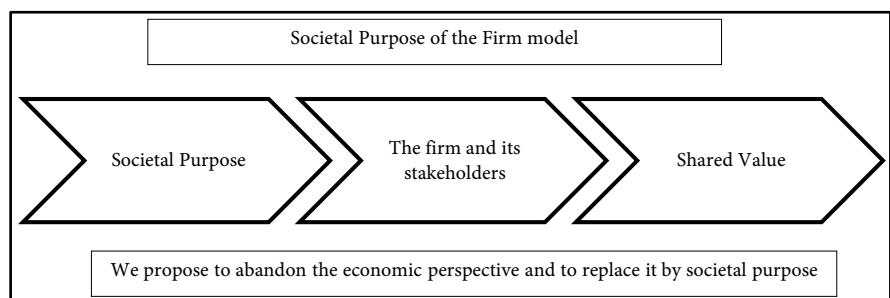 Societal Purpose of the Firm model
Societal Purpose
The firm and its
stakeholders
Shared Value
We propose to abandon the economic perspective and to replace it by societal purpose